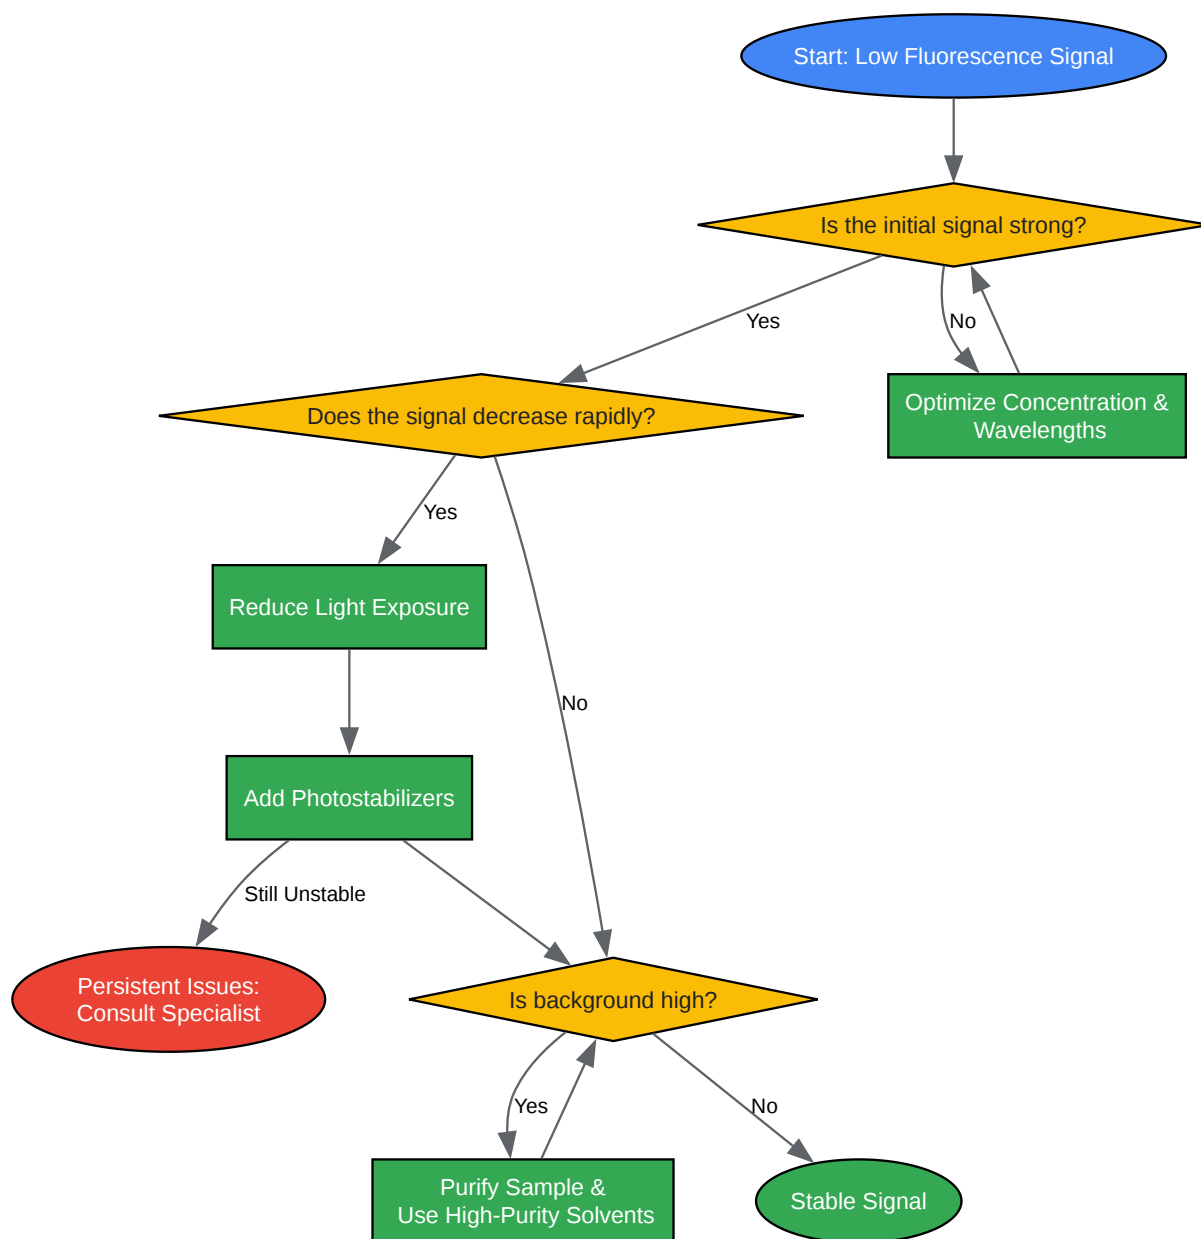 Start: Low Fluorescence Signal
Is the initial signal strong?
Yes
No
Optimize Concentration &
Wavelengths
Does the signal decrease rapidly?
Yes
Reduce Light Exposure
No
Add Photostabilizers
Still Unstable
Persistent Issues:
Consult Specialist
Is background high?
Yes
No
Purify Sample &
Use High-Purity Solvents
Stable Signal